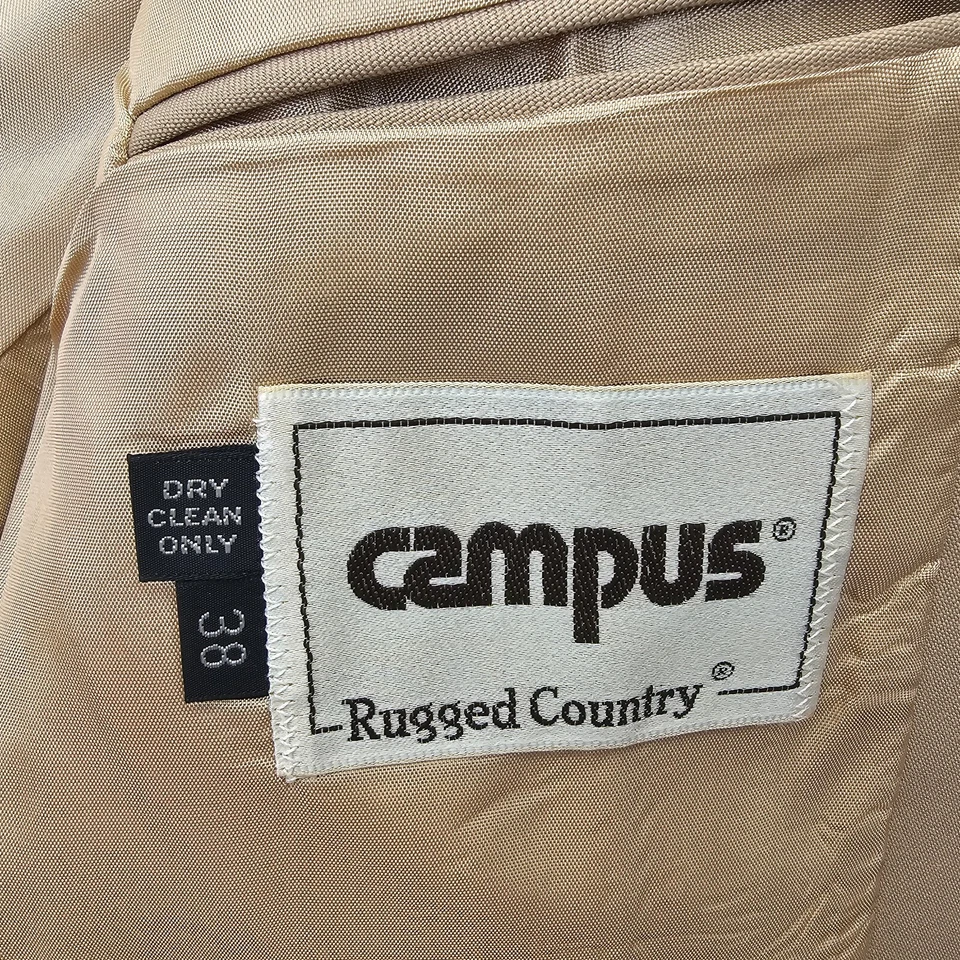 DRY
CLEAN
ONLY
38
campus®
Rugged Country®